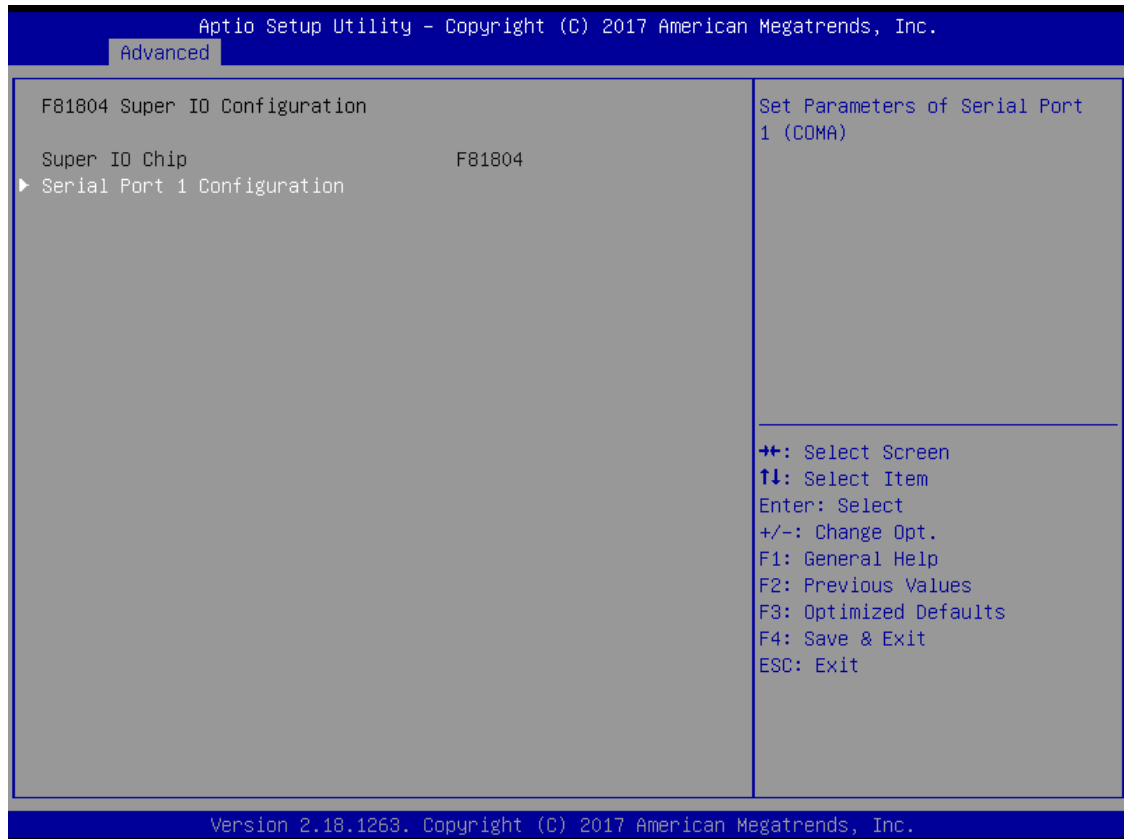 Aptio Setup Utility – Copyright (C) 2017 American Megatrends, Inc.
Advanced
F81804 Super IO Configuration
Super IO Chip F81804
▶ Serial Port 1 Configuration
Set Parameters of Serial Port
1 (COMA)
→←: Select Screen
↑↓: Select Item
Enter: Select
+/-: Change Opt.
F1: General Help
F2: Previous Values
F3: Optimized Defaults
F4: Save & Exit
ESC: Exit
Version 2.18.1263. Copyright (C) 2017 American Megatrends, Inc.